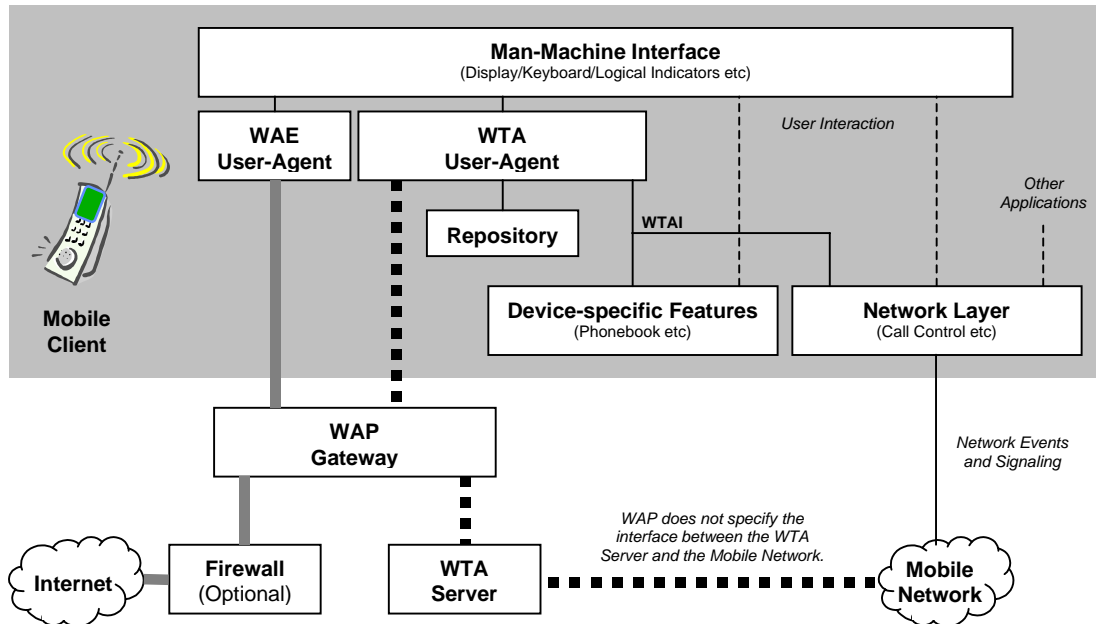 Man-Machine Interface
(Display/Keyboard/Logical Indicators etc)
WAE
User-Agent
WTA
User-Agent
User Interaction
Other
Applications
Repository
WTAI
Mobile
Client
Device-specific Features
(Phonebook etc)
Network Layer
(Call Control etc)
WAP
Gateway
Network Events
and Signaling
WAP does not specify the
interface between the WTA
Server and the Mobile Network.
Internet
Firewall
(Optional)
WTA
Server
Mobile
Network